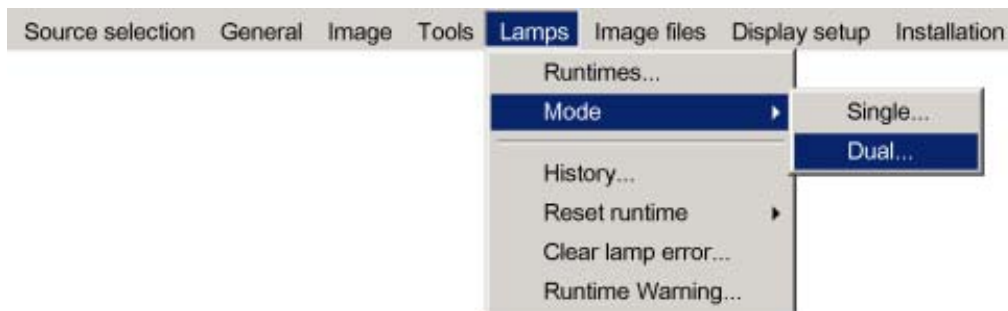 Source selection General Image Tools Lamps Image files Display setup Installation
Runtimes...
Mode
Single...
Dual...
History...
Reset runtime
Clear lamp error...
Runtime Warning...